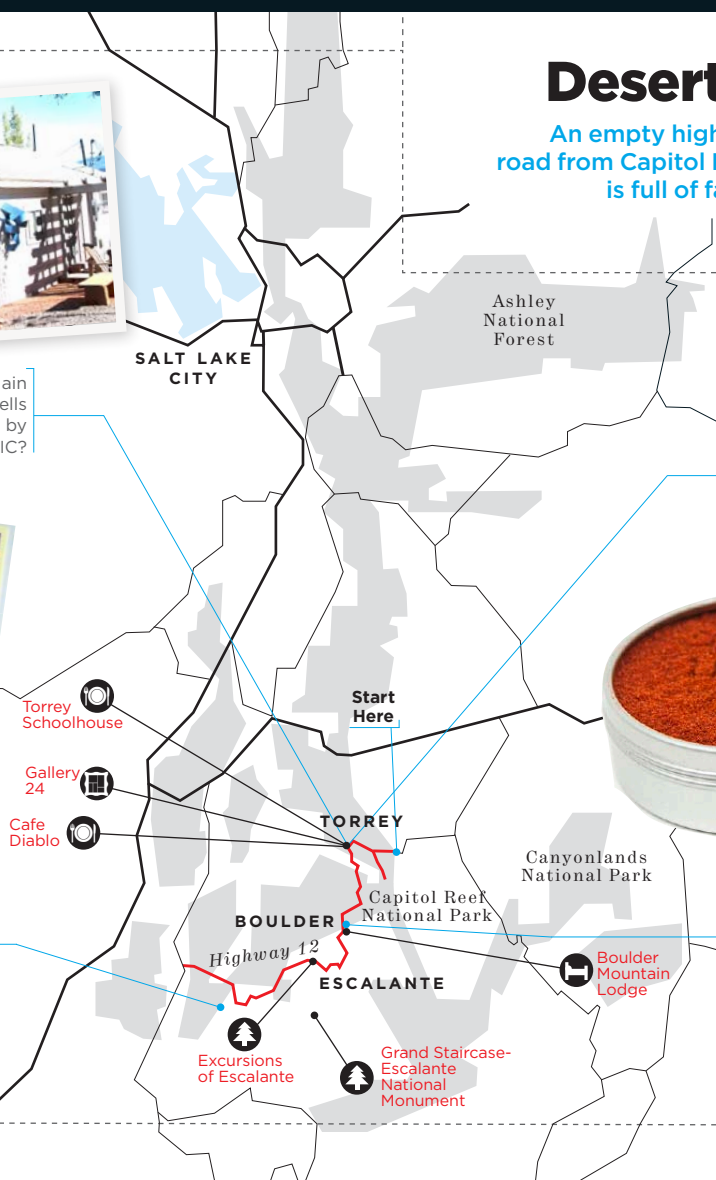 Desert
An empty high
road from Capitol
is full of
Ashley
National
Forest
SALT LAKE
CITY
ain
ells
by
IC?
Start
Here
Torrey
Schoolhouse
Gallery
24
Cafe
Diablo
TORREY
Canyonlands
National Park
Capitol Reef
National Park
BOULDER
Highway 12
ESCALANTE
Boulder
Mountain
Lodge
Excursions
of Escalante
Grand Staircase-
Escalante
National
Monument